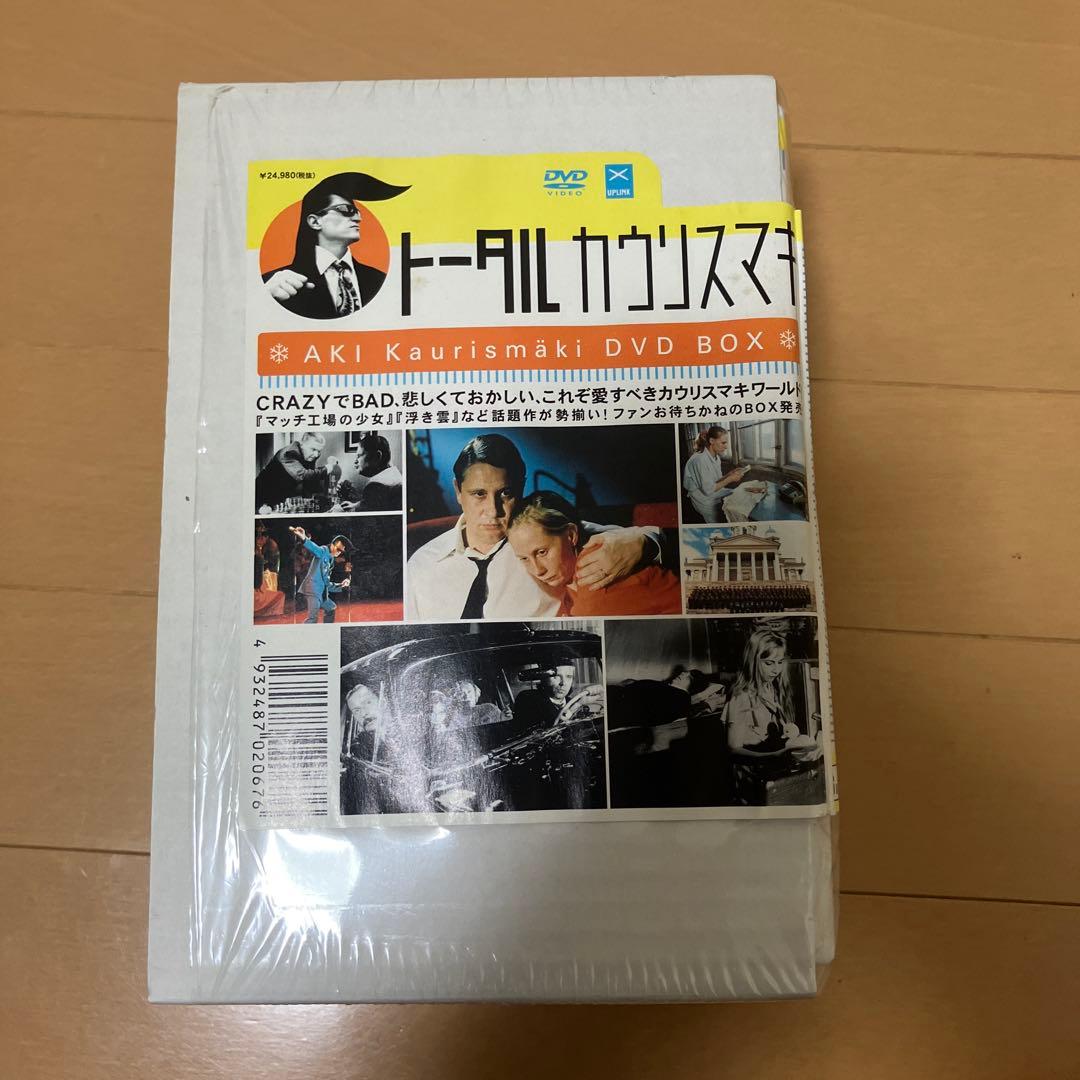 ¥24,980(税抜)
DVD
VIDEO
UPLINK
トータル カウリスマキ
AKI Kaurismäki DVD BOX
CRAZYでBAD、悲しくておかしい、これぞ愛すべきカウリスマキワールド
『マッチ工場の少女』『浮き雲』など話題作が勢揃い!ファンお待ちかねのBOX発売
4 932487 020676